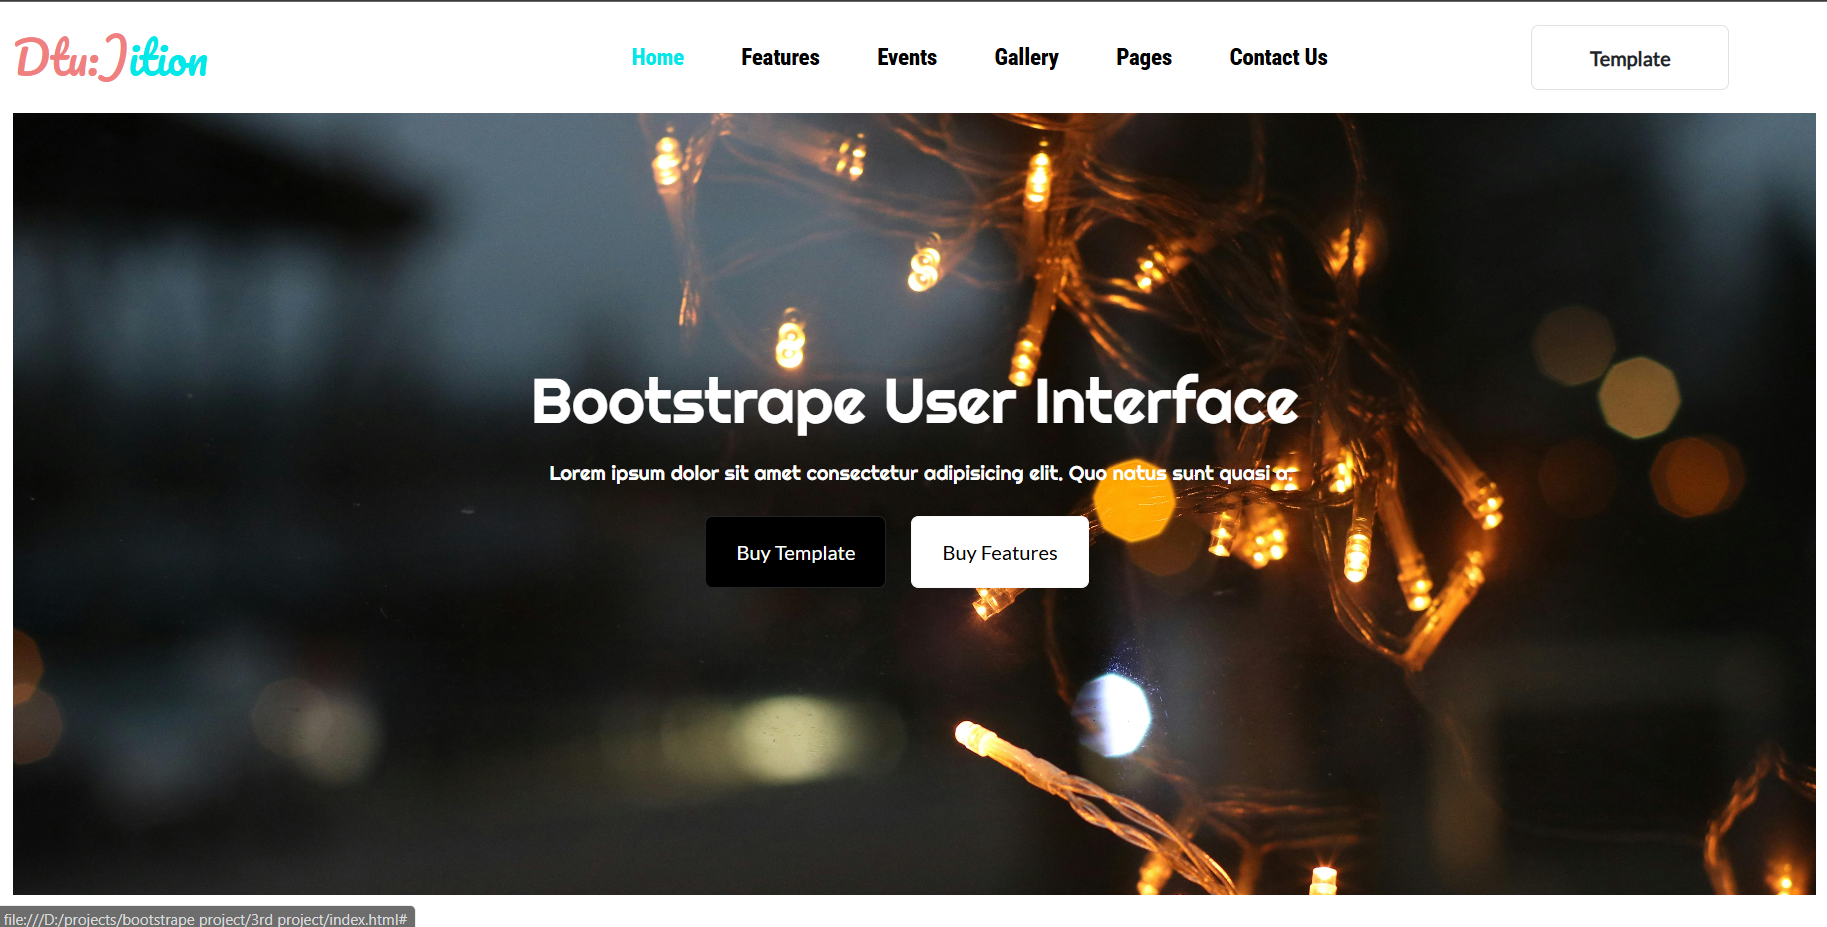 Dtu:Jition
Home Features Events Gallery Pages Contact Us
Template
Bootstrape User Interface
Lorem ipsum dolor sit amet consectetur adipisicing elit. Quo natus sunt quasi a.
Buy Template Buy Features
file:///D:/projects/bootstrape project/3rd project/index.html#